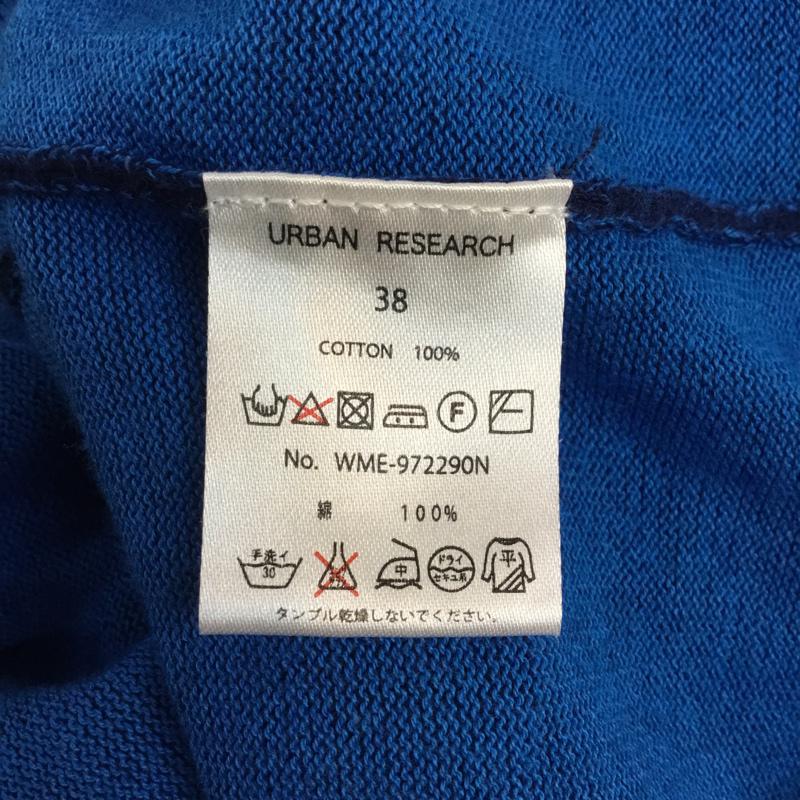 URBAN RESEARCH
38
COTTON 100%
F
No. WME-972290N
綿 100%
手洗イ 30 中 ドライ セキユ系 平
タンブル乾燥しないでください。